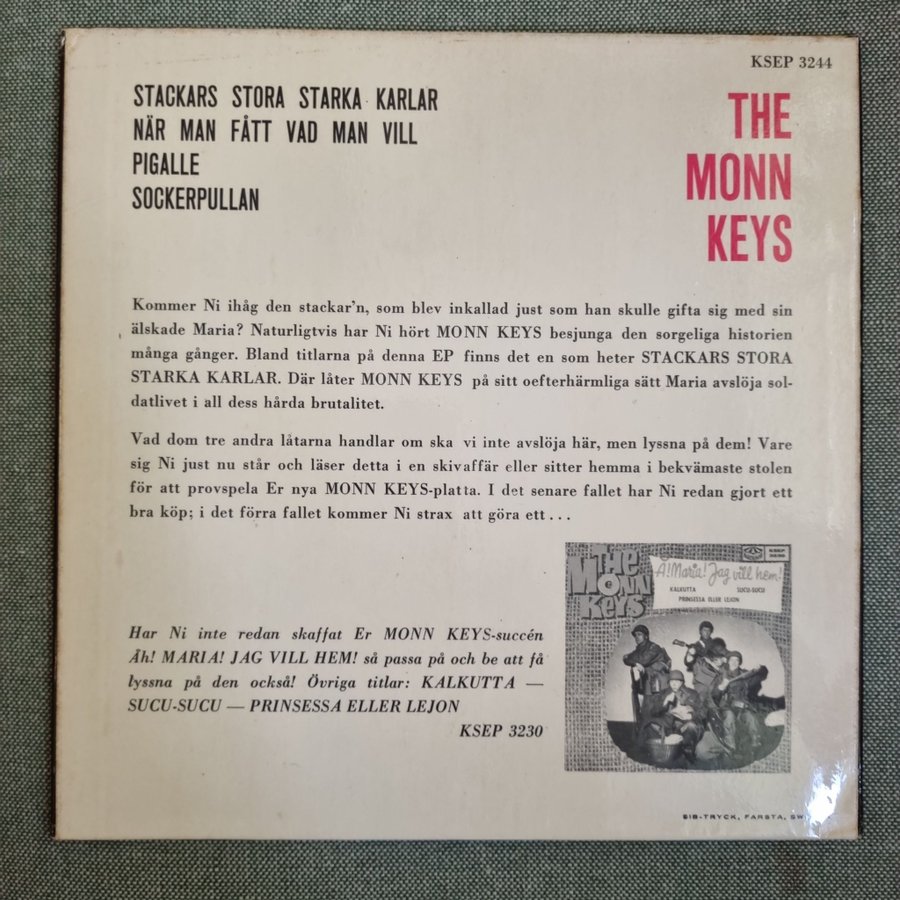 KSEP 3244
STACKARS STORA STARKA KARLAR
NÄR MAN FÅTT VAD MAN VILL
PIGALLE
SOCKERPULLAN
THE
MONN
KEYS
Kommer Ni ihåg den stackar'n, som blev inkallad just som han skulle gifta sig med sin
älskade Maria? Naturligtvis har Ni hört MONN KEYS besjunga den sorgeliga historien
många gånger. Bland titlarna på denna EP finns det en som heter STACKARS STORA
STARKA KARLAR. Där låter MONN KEYS på sitt oefterhärmliga sätt Maria avslöja sol-
datlivet i all dess hårda brutalitet.
Vad dom tre andra låtarna handlar om ska vi inte avslöja här, men lyssna på dem! Vare
sig Ni just nu står och läser detta i en skivaffär eller sitter hemma i bekvämaste stolen
för att provspela Er nya MONN KEYS-platta. I det senare fallet har Ni redan gjort ett
bra köp; i det förra fallet kommer Ni strax att göra ett...
Har Ni inte redan skaffat Er MONN KEYS-succén
Åh! MARIA! JAG VILL HEM! så passa på och be att få
lyssna på den också! Övriga titlar: KALKUTTA —
SUCU-SUCU — PRINSESSA ELLER LEJON
KSEP 3230
THE
MONN
KEYS
Å! Maria! Jag vill hem!
KALKUTTA SUCU-SUCU
PRINSESSA ELLER LEJON
KSEP
3230
SIB-TRYCK, FARSTA,